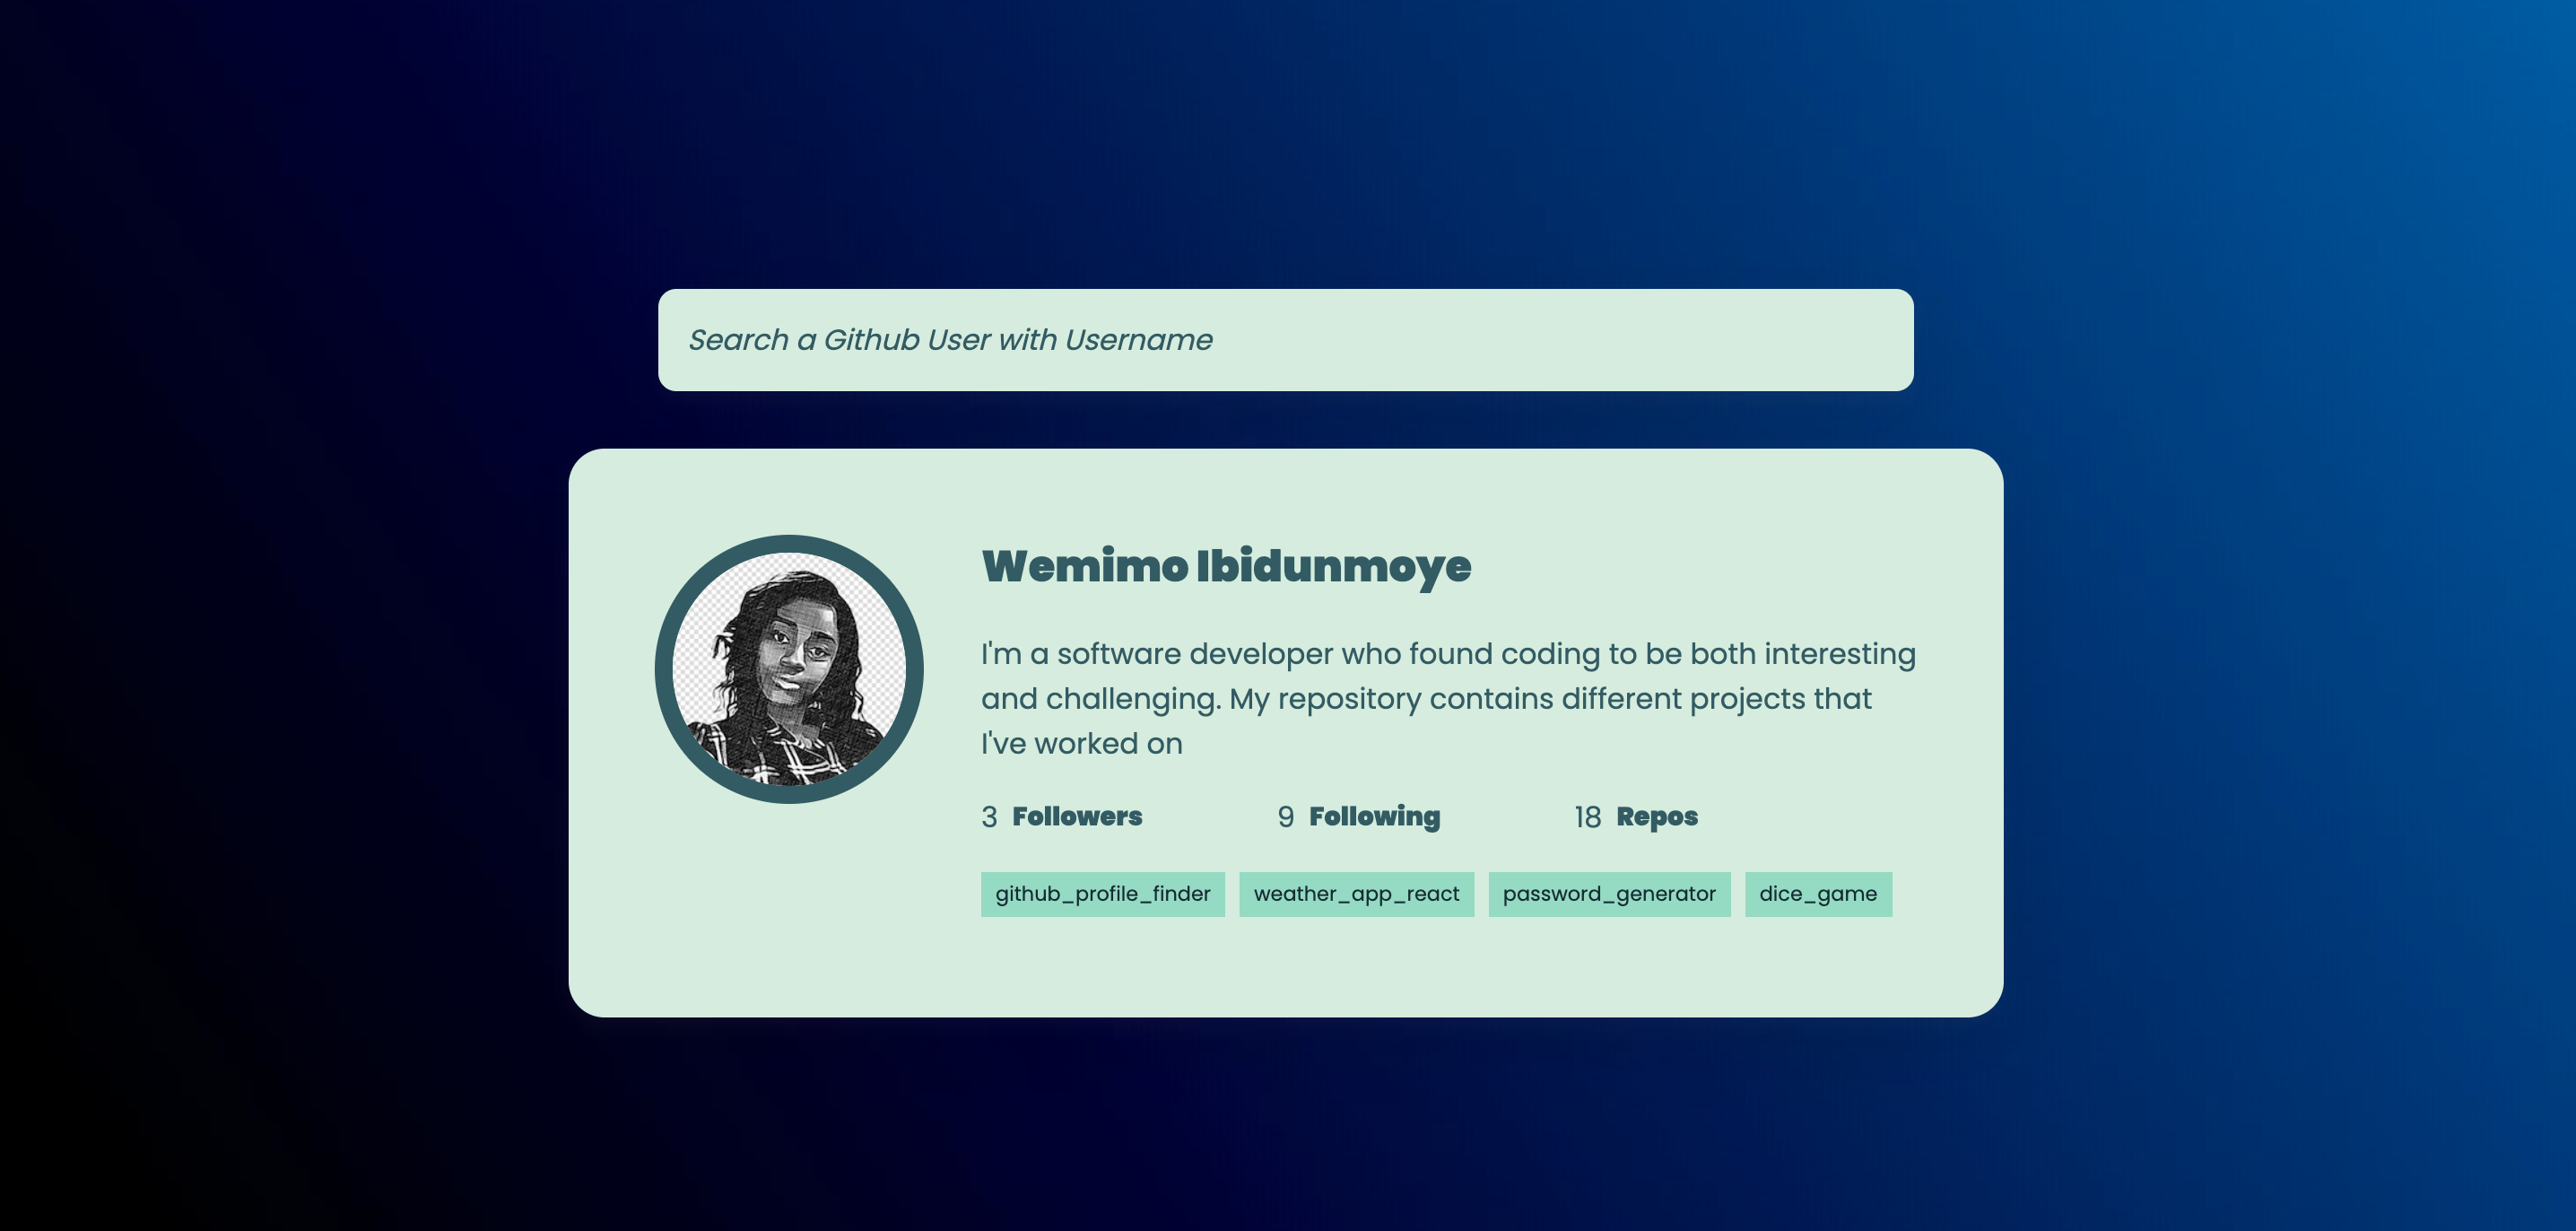 Search a Github User with Username
Wemimo Ibidunmoye
I'm a software developer who found coding to be both interesting
and challenging. My repository contains different projects that
I've worked on
3 Followers 9 Following 18 Repos
github_profile_finder weather_app_react password_generator dice_game